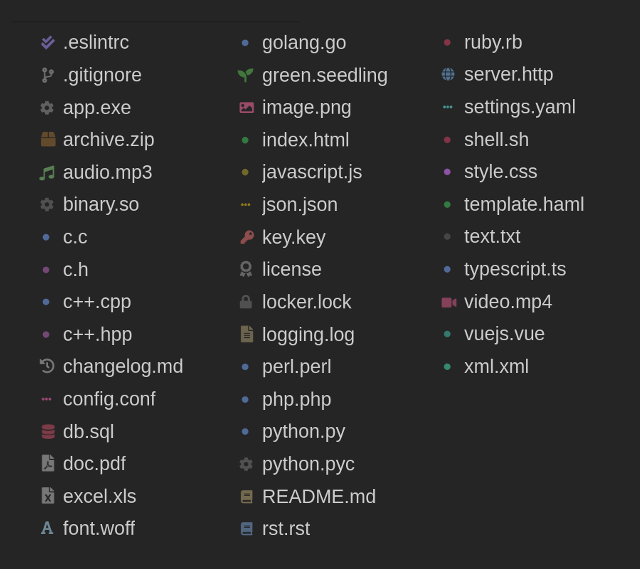 .eslintrc
.gitignore
app.exe
archive.zip
audio.mp3
binary.so
c.c
c.h
c++.cpp
c++.hpp
changelog.md
config.conf
db.sql
doc.pdf
excel.xls
font.woff
golang.go
green.seedling
image.png
index.html
javascript.js
json.json
key.key
license
locker.lock
logging.log
perl.perl
php.php
python.py
python.pyc
README.md
rst.rst
ruby.rb
server.http
settings.yaml
shell.sh
style.css
template.haml
text.txt
typescript.ts
video.mp4
vuejs.vue
xml.xml